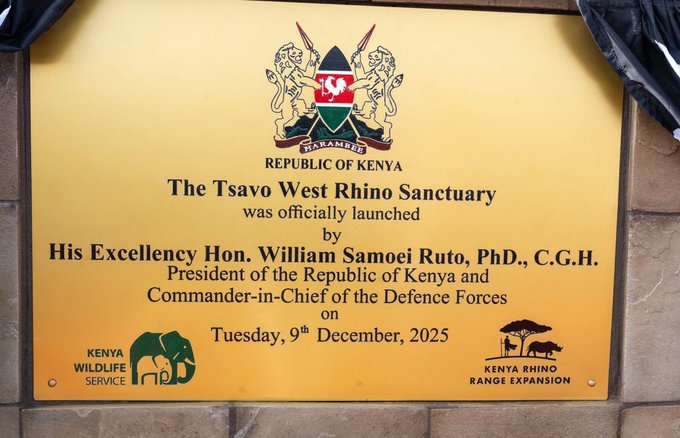 HARAMBEE
REPUBLIC OF KENYA
The Tsavo West Rhino Sanctuary
was officially launched
by
His Excellency Hon. William Samoei Ruto, PhD., C.G.H.
President of the Republic of Kenya and
Commander-in-Chief of the Defence Forces
on
Tuesday, 9th December, 2025
KENYA
WILDLIFE
SERVICE
KENYA RHINO
RANGE EXPANSION